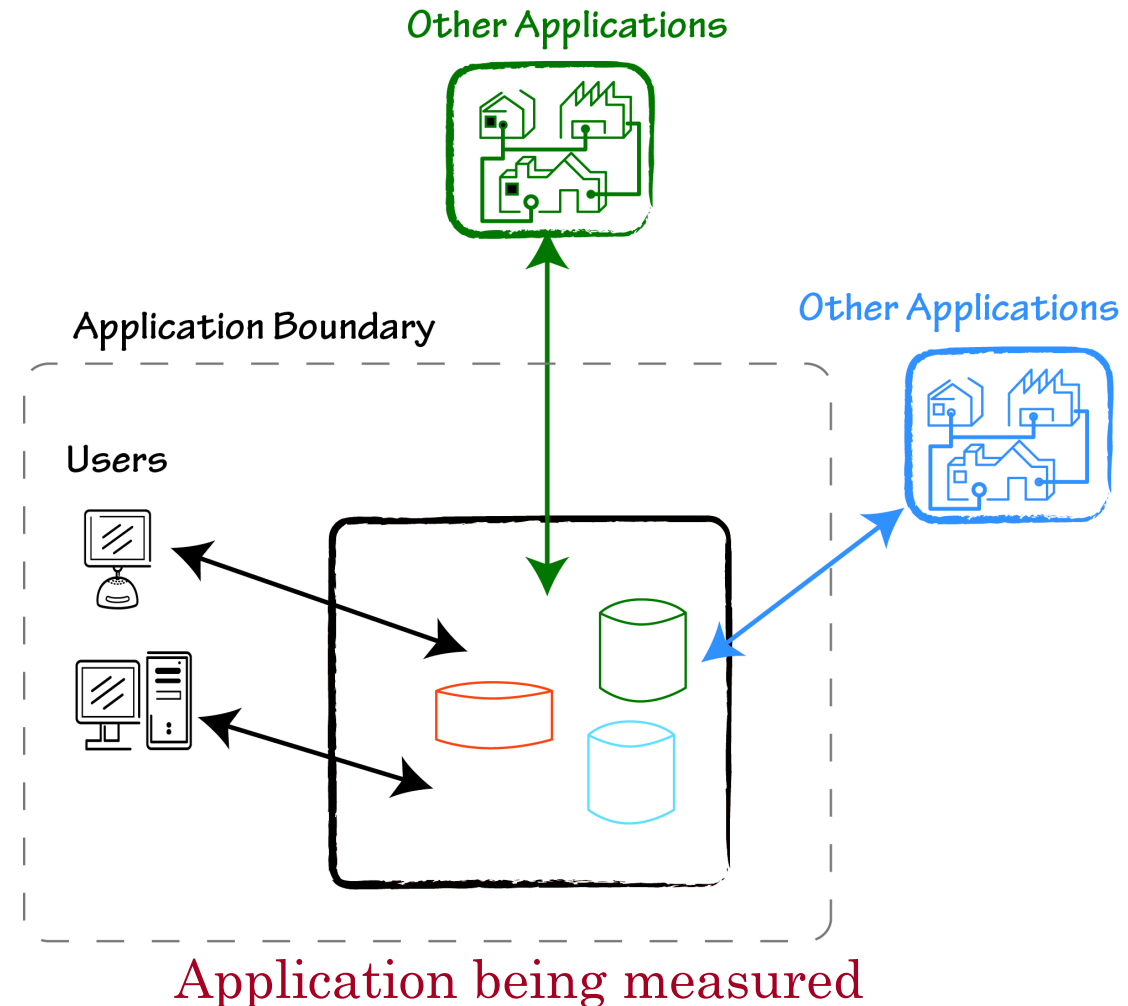 Other Applications
Other Applications
Application Boundary
Users
Application being measured